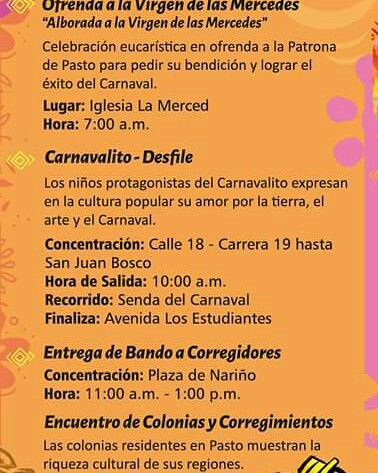 Ofrenda a la Virgen de las Mercedes
"Alborada a la Virgen de las Mercedes"
Celebración eucarística en ofrenda a la Patrona
de Pasto para pedir su bendición y lograr el
éxito del Carnaval.
Lugar: Iglesia La Merced
Hora: 7:00 a.m.
Carnavalito - Desfile
Los niños protagonistas del Carnavalito expresan
en la cultura popular su amor por la tierra, el
arte y el Carnaval.
Concentración: Calle 18 - Carrera 19 hasta
San Juan Bosco
Hora de Salida: 10:00 a.m.
Recorrido: Senda del Carnaval
Finaliza: Avenida Los Estudiantes
Entrega de Bando a Corregidores
Concentración: Plaza de Nariño
Hora: 11:00 a.m. - 1:00 p.m.
Encuentro de Colonias y Corregimientos
Las colonias residentes en Pasto muestran la
riqueza cultural de sus regiones.